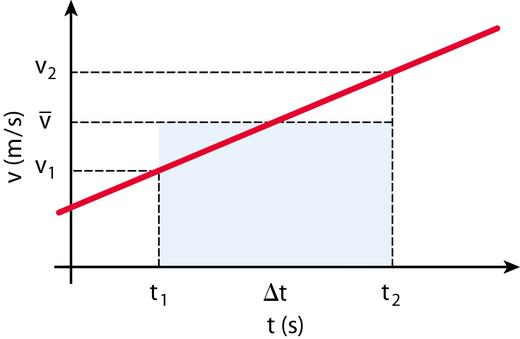 v₂
v̅
v₁
v (m/s)
t₁ Δt t₂
t (s)